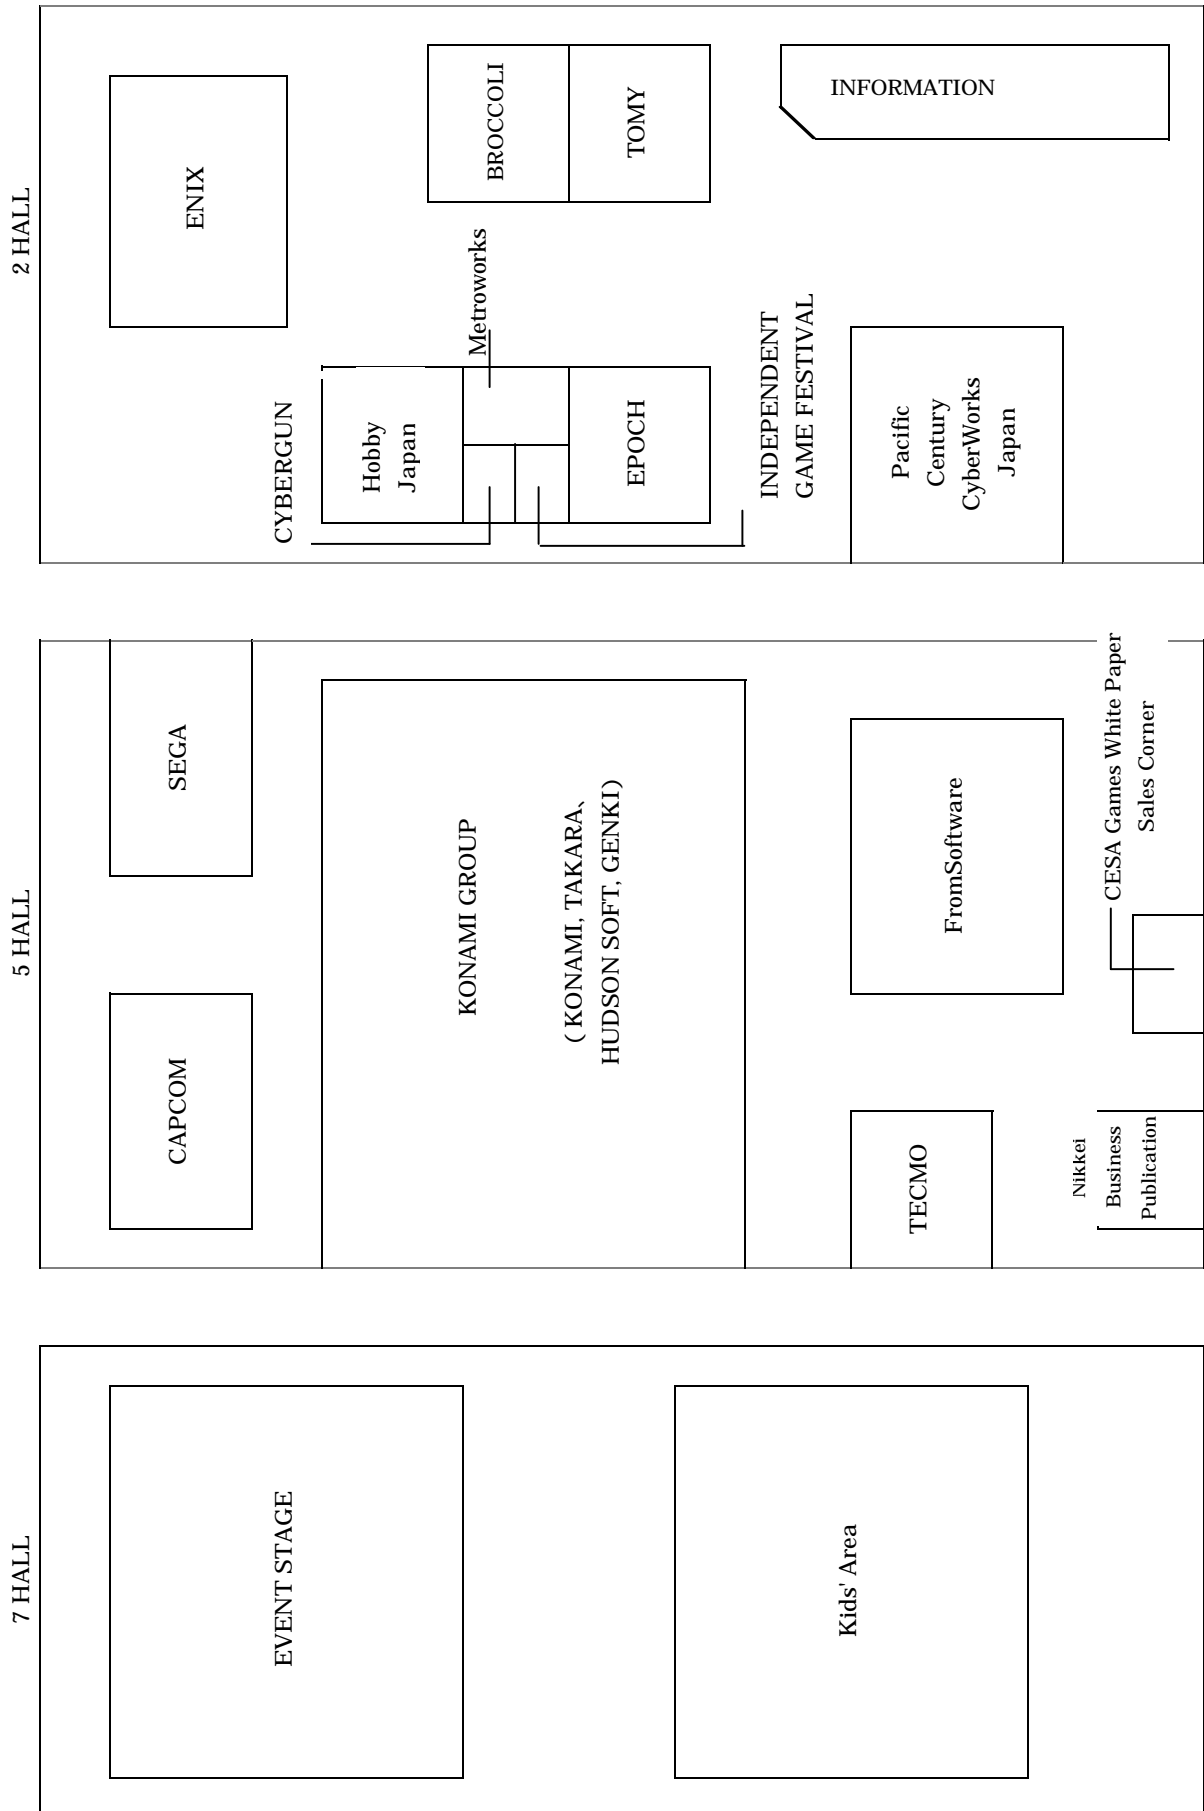 2 HALL
ENIX
BROCCOLI
TOMY
INFORMATION
Metroworks
CYBERGUN
Hobby
Japan
EPOCH
INDEPENDENT
GAME FESTIVAL
Pacific
Century
CyberWorks
Japan
5 HALL
SEGA
CAPCOM
KONAMI GROUP
( KONAMI, TAKARA、
HUDSON SOFT, GENKI)
FromSoftware
TECMO
CESA Games White Paper
Sales Corner
Nikkei
Business
Publication
7 HALL
EVENT STAGE
Kids' Area